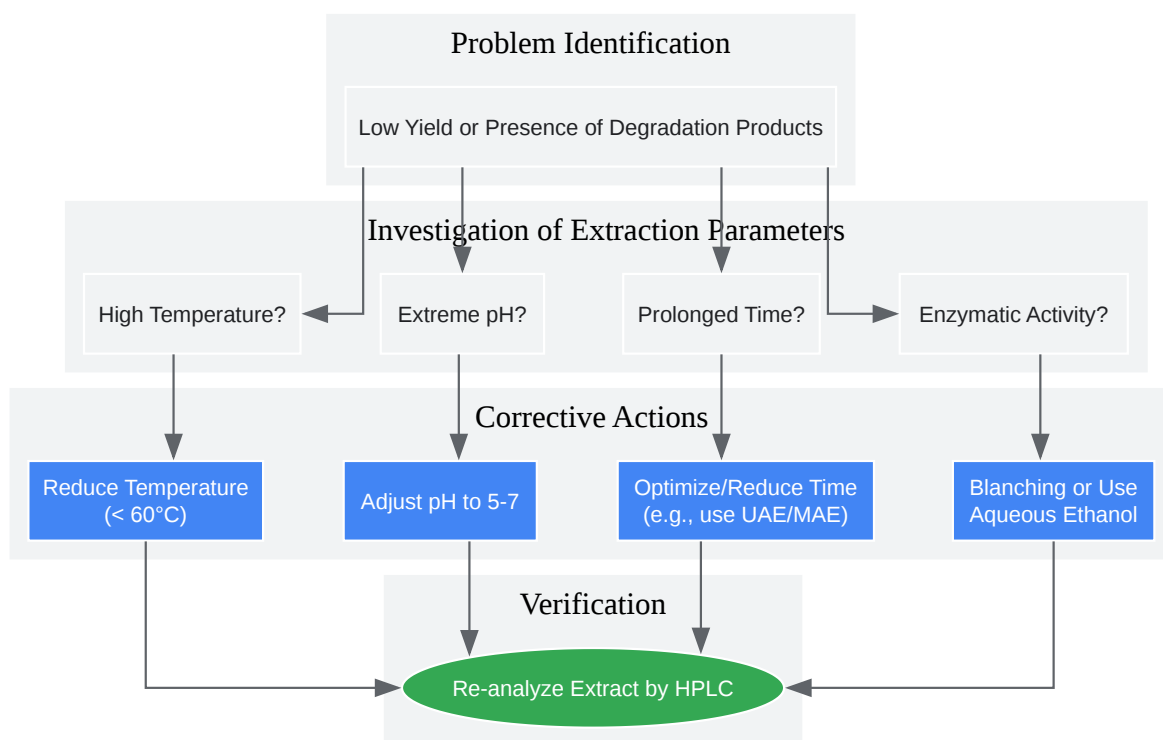 Problem Identification
Low Yield or Presence of Degradation Products
Investigation of Extraction Parameters
High Temperature?
Extreme pH?
Prolonged Time?
Enzymatic Activity?
Corrective Actions
Reduce Temperature
(< 60°C)
Adjust pH to 5-7
Optimize/Reduce Time
(e.g., use UAE/MAE)
Blanching or Use
Aqueous Ethanol
Verification
Re-analyze Extract by HPLC